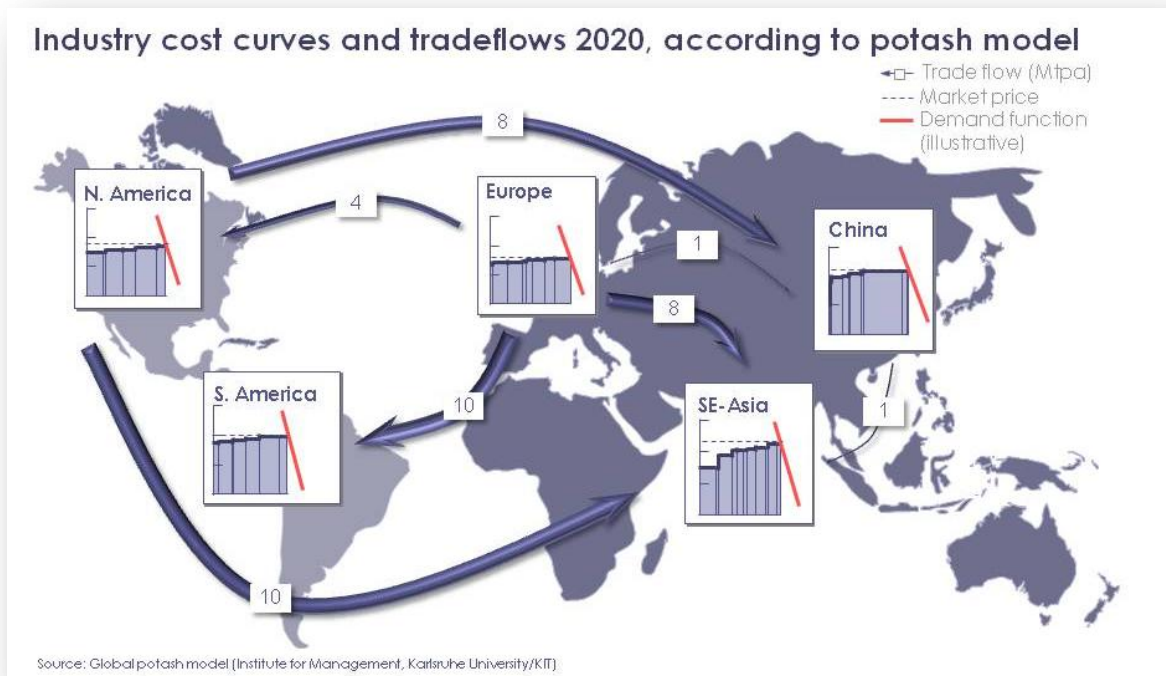 Industry cost curves and tradeflows 2020, according to potash model
Trade flow (Mtpa)
Market price
Demand function
(illustrative)
8
N. America
4
Europe
1
China
8
S. America
10
SE-Asia
1
10
Source: Global potash model (Institute for Management, Karlsruhe University/KIT)